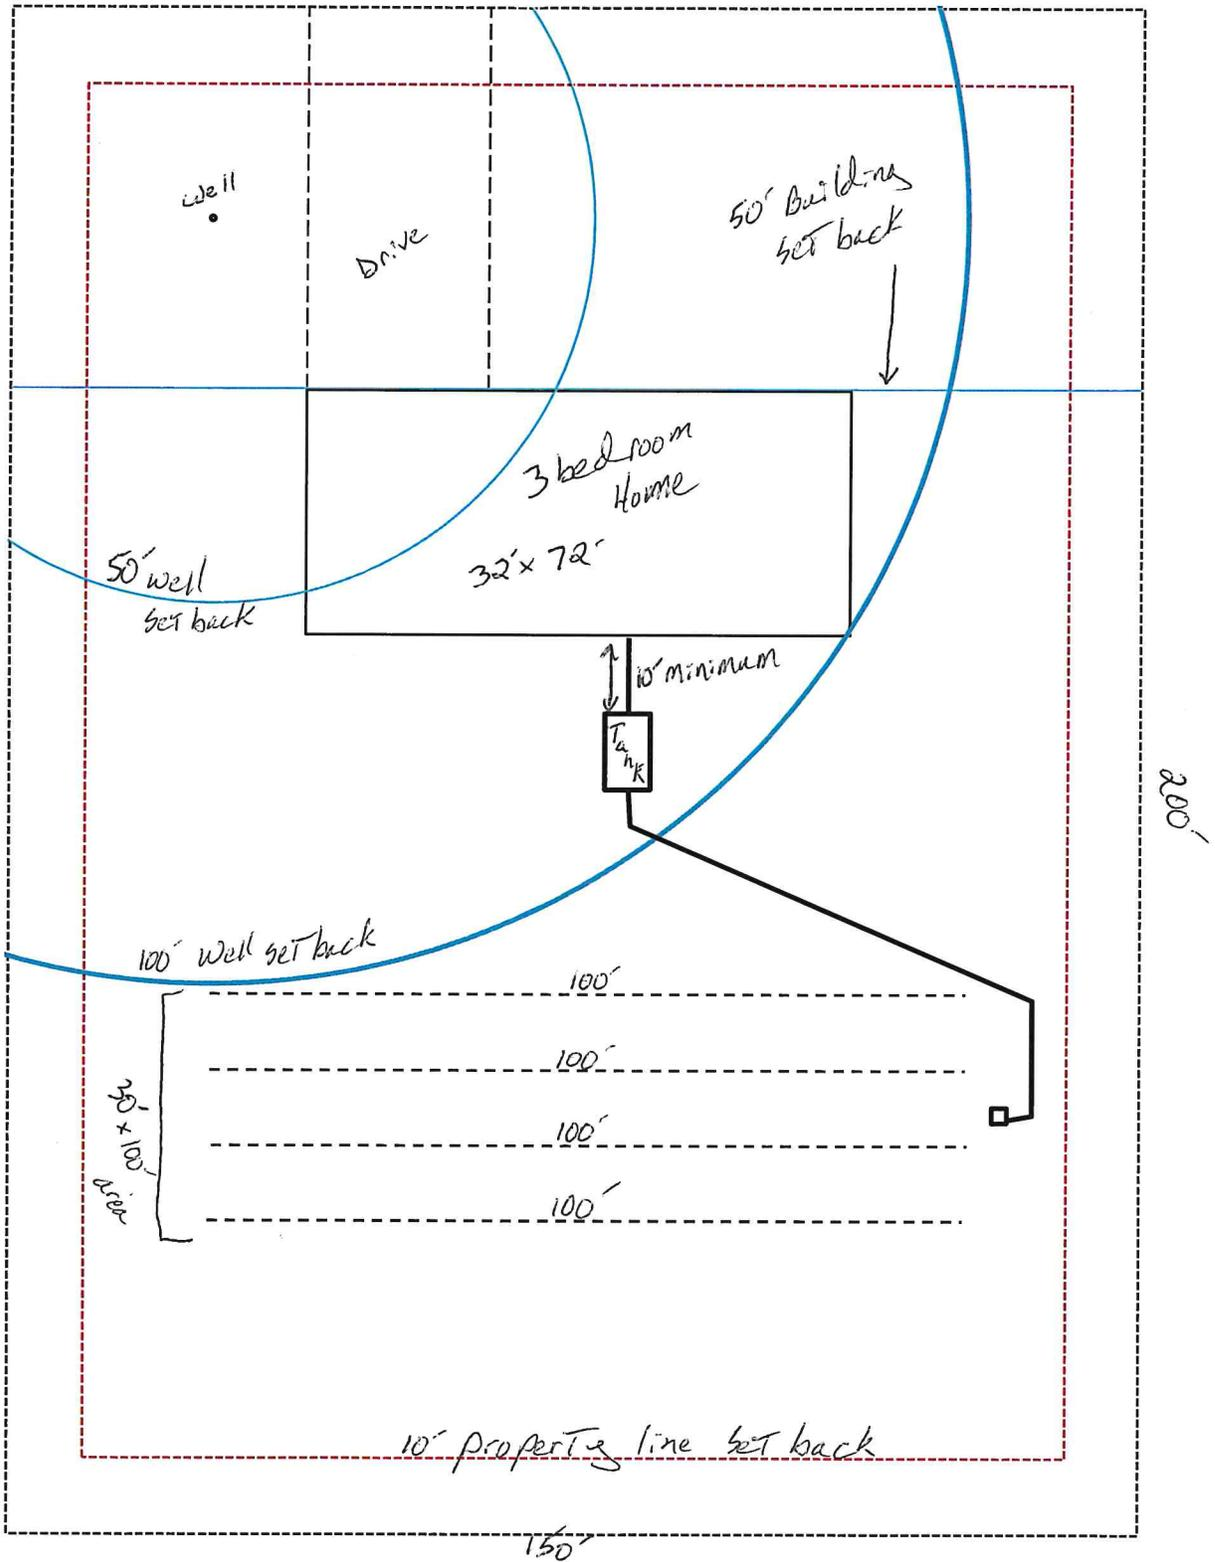 well
Drive
50' Building
set back
3 bedroom
Home
32' x 72'
50' well
set back
10' minimum
Tank
200'
100' well set back
100'
100'
100'
100'
30' x 100'
area
10' property line set back
150'